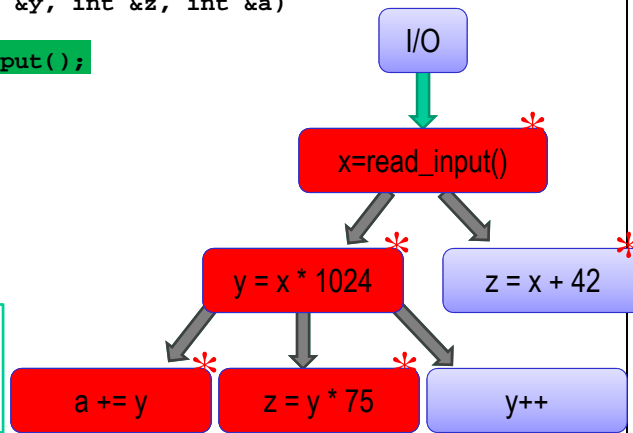 &y, int &z, int &a)
I/O
put();
*
x=read_input()
*
*
y = x * 1024
z = x + 42
*
*
a += y
z = y * 75
y++